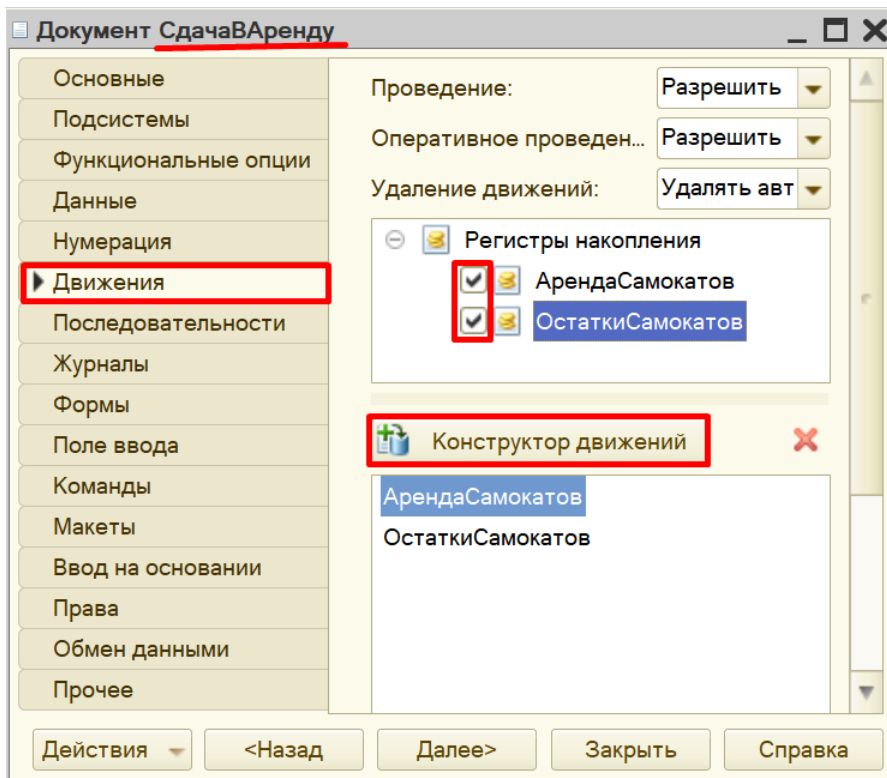 Документ СдачаВАренду
Основные
Подсистемы
Функциональные опции
Данные
Нумерация
Движения
Последовательности
Журналы
Формы
Поле ввода
Команды
Макеты
Ввод на основании
Права
Обмен данными
Прочее
Проведение: Разрешить
Оперативное проведен... Разрешить
Удаление движений: Удалять авт
Регистры накопления
АрендаСамокатов
ОстаткиСамокатов
Конструктор движений
АрендаСамокатов
ОстаткиСамокатов
Действия <Назад Далее> Закрыть Справка